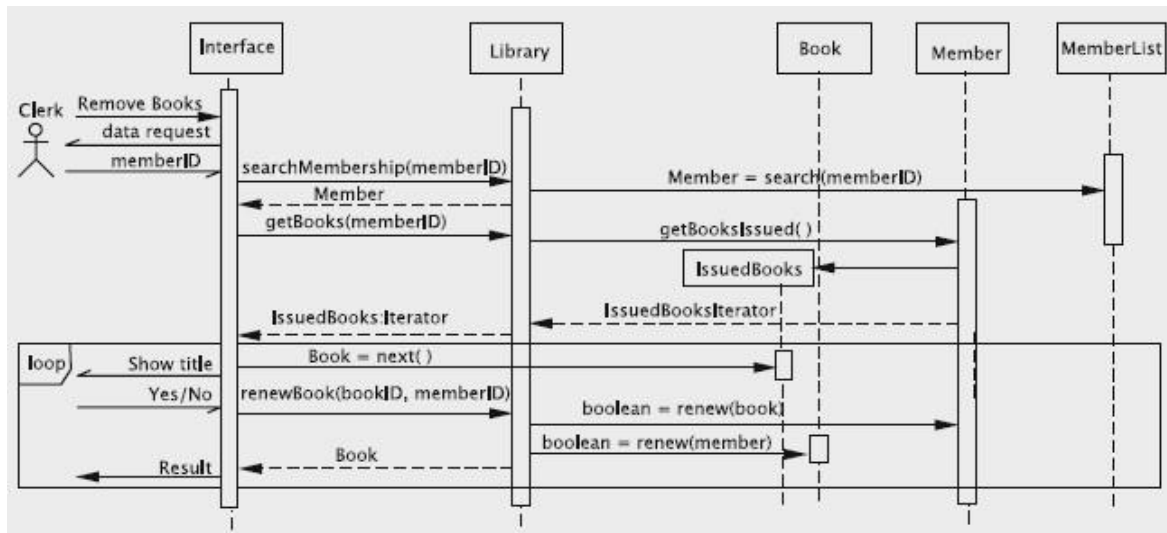 Interface
Library
Book
Member
MemberList
Clerk
Remove Books
data request
memberID
searchMembership(memberID)
Member = search(memberID)
Member
getBooks(memberID)
getBooksIssued( )
IssuedBooks
IssuedBooksIterator
IssuedBooks:Iterator
loop
Show title
Book = next( )
Yes/No
renewBook(bookID, memberID)
boolean = renew(book)
boolean = renew(member)
Book
Result